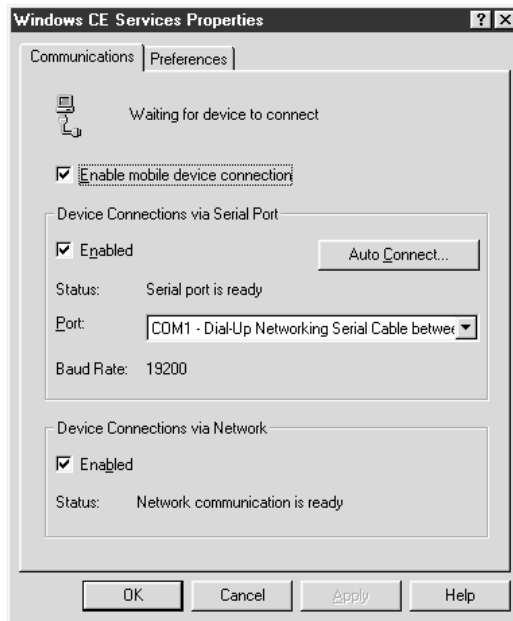 Windows CE Services Properties
Communications Preferences
Waiting for device to connect
Enable mobile device connection
Device Connections via Serial Port
Enabled Auto Connect...
Status: Serial port is ready
Port: COM1 - Dial-Up Networking Serial Cable betwee
Baud Rate: 19200
Device Connections via Network
Enabled
Status: Network communication is ready
OK Cancel Apply Help